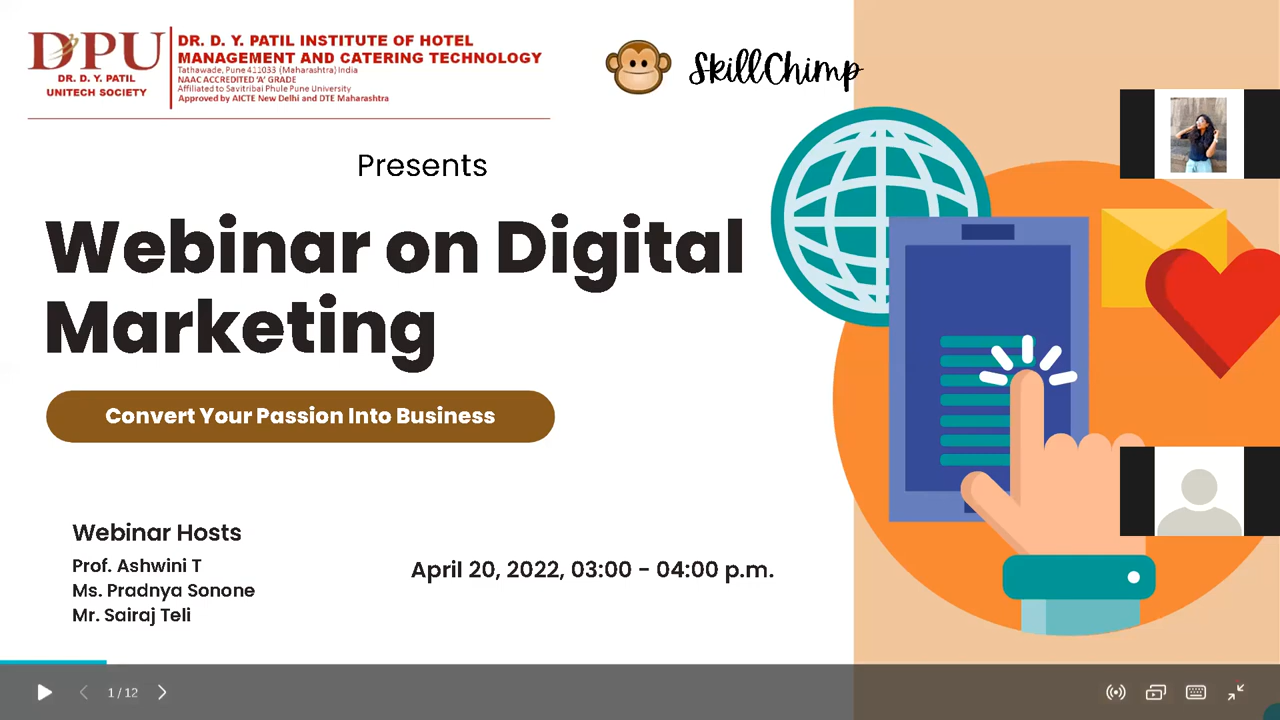 DPU
DR. D. Y. PATIL
UNITECH SOCIETY
DR. D. Y. PATIL INSTITUTE OF HOTEL
MANAGEMENT AND CATERING TECHNOLOGY
Tathawade, Pune 411033 (Maharashtra) India
NAAC ACCREDITED 'A' GRADE
Affiliated to Savitribai Phule Pune University
Approved by AICTE New Delhi and DTE Maharashtra
SkillChimp
Presents
Webinar on Digital
Marketing
Convert Your Passion Into Business
Webinar Hosts
Prof. Ashwini T
Ms. Pradnya Sonone
Mr. Sairaj Teli
April 20, 2022, 03:00 - 04:00 p.m.
1 / 12